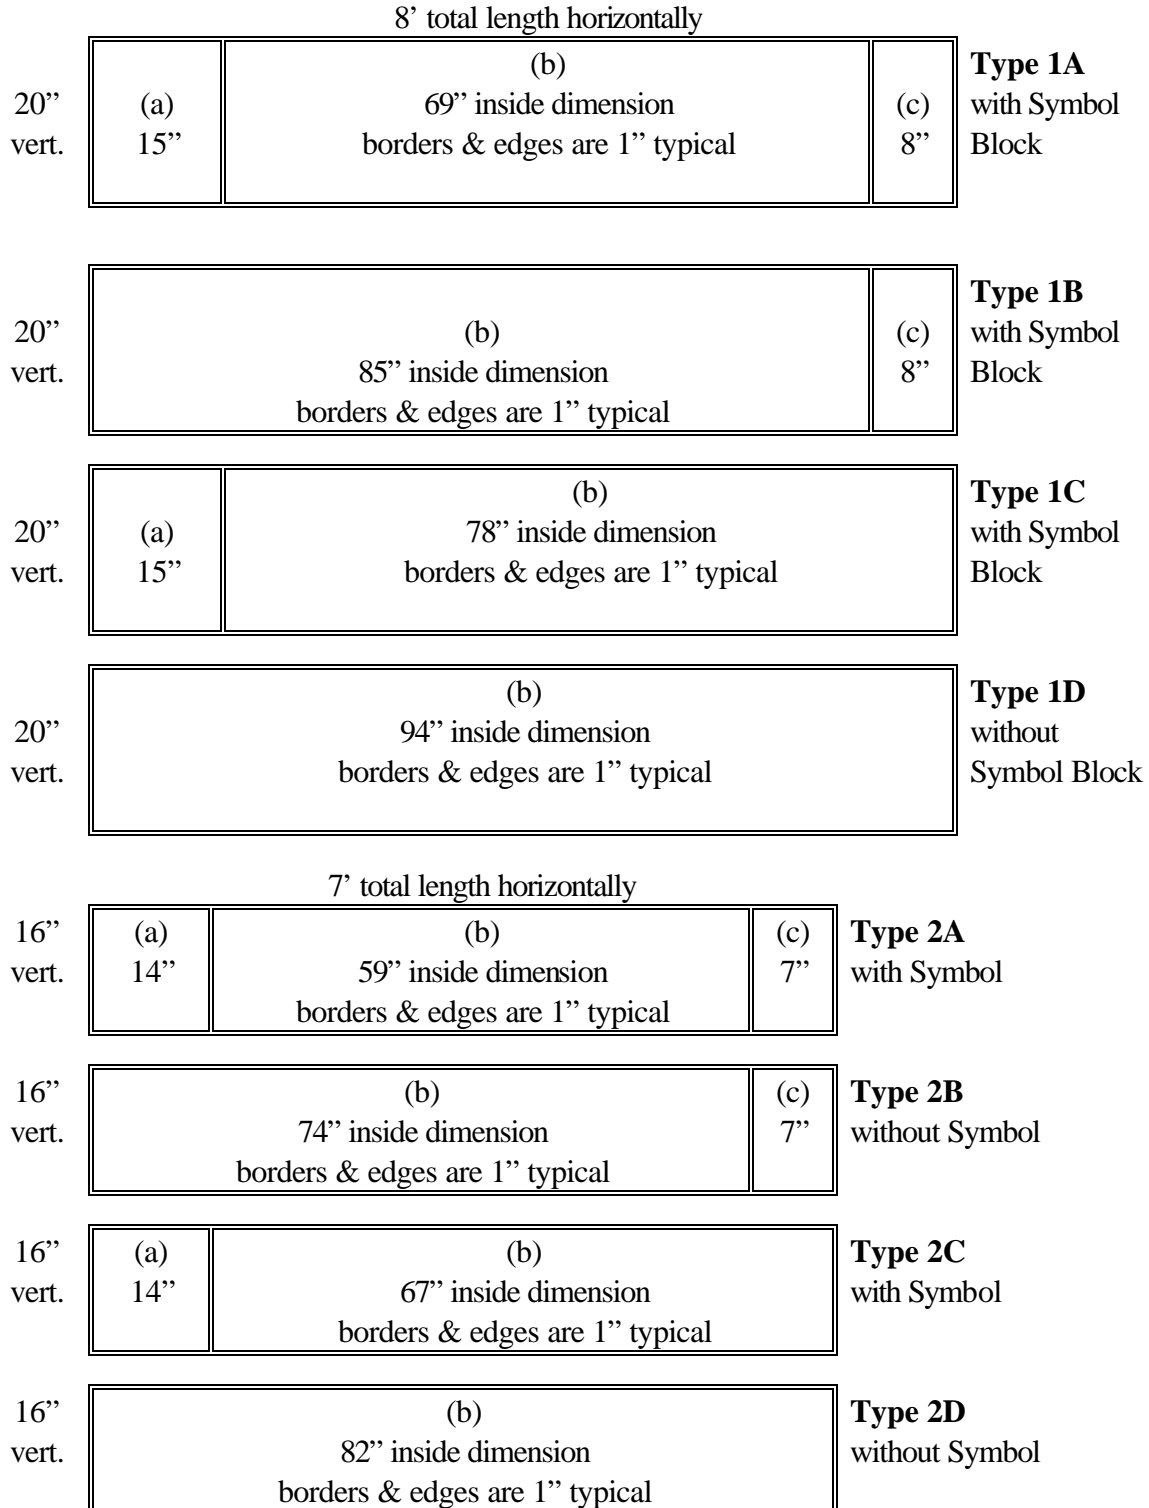 8’ total length horizontally
(b) Type 1A
20” (a) 69” inside dimension (c) with Symbol
vert. 15” borders & edges are 1” typical 8” Block
Type 1B
20” (b) (c) with Symbol
vert. 85” inside dimension 8” Block
borders & edges are 1” typical
(b) Type 1C
20” (a) 78” inside dimension with Symbol
vert. 15” borders & edges are 1” typical Block
(b) Type 1D
20” 94” inside dimension without
vert. borders & edges are 1” typical Symbol Block
7’ total length horizontally
16” (a) (b) (c) Type 2A
vert. 14” 59” inside dimension 7” with Symbol
borders & edges are 1” typical
16” (b) (c) Type 2B
vert. 74” inside dimension 7” without Symbol
borders & edges are 1” typical
16” (a) (b) Type 2C
vert. 14” 67” inside dimension with Symbol
borders & edges are 1” typical
16” (b) Type 2D
vert. 82” inside dimension without Symbol
borders & edges are 1” typical